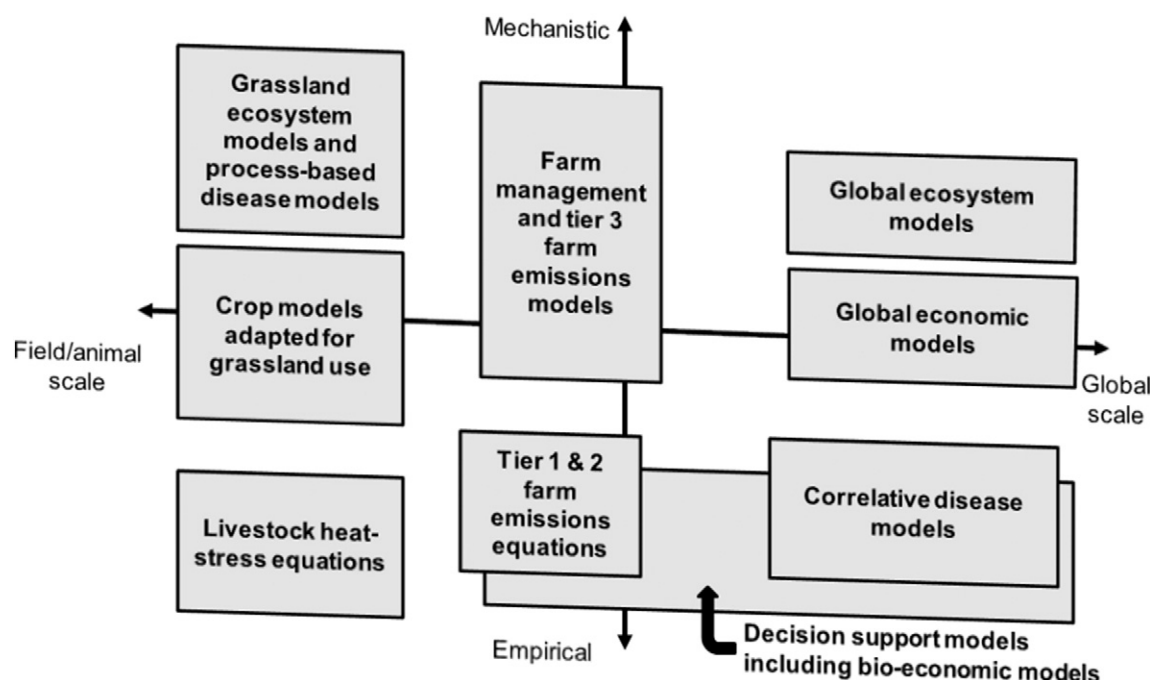 Mechanistic
Grassland
ecosystem
models and
process-based
disease models
Farm
management
and tier 3
farm
emissions
models
Global ecosystem
models
Crop models
adapted for
grassland use
Global economic
models
Field/animal
scale
Global
scale
Tier 1 & 2
farm
emissions
equations
Correlative disease
models
Livestock heat-
stress equations
Empirical
Decision support models
including bio-economic models